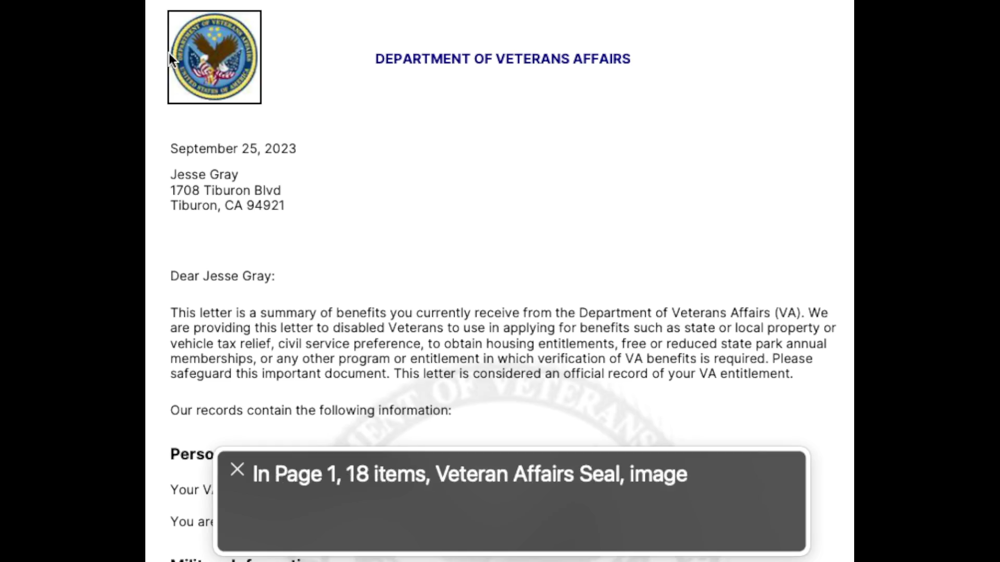 DEPARTMENT OF VETERANS AFFAIRS
UNITED STATES OF AMERICA
DEPARTMENT OF VETERANS AFFAIRS
September 25, 2023
Jesse Gray
1708 Tiburon Blvd
Tiburon, CA 94921
Dear Jesse Gray:
This letter is a summary of benefits you currently receive from the Department of Veterans Affairs (VA). We
are providing this letter to disabled Veterans to use in applying for benefits such as state or local property or
vehicle tax relief, civil service preference, to obtain housing entitlements, free or reduced state park annual
memberships, or any other program or entitlement in which verification of VA benefits is required. Please
safeguard this important document. This letter is considered an official record of your VA entitlement.
OF VETERANS
Our records contain the following information:
Perso
Your V
You are
In Page 1, 18 items, Veteran Affairs Seal, image